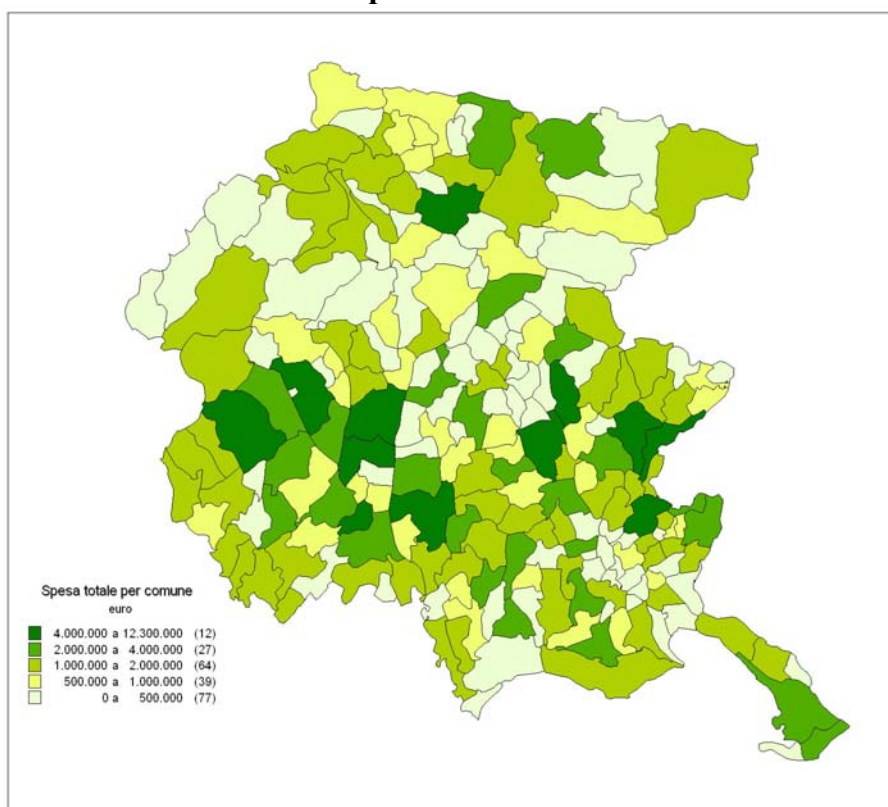 Spesa totale per comune
euro
4.000.000 a 12.300.000 (12)
2.000.000 a 4.000.000 (27)
1.000.000 a 2.000.000 (64)
500.000 a 1.000.000 (39)
0 a 500.000 (77)